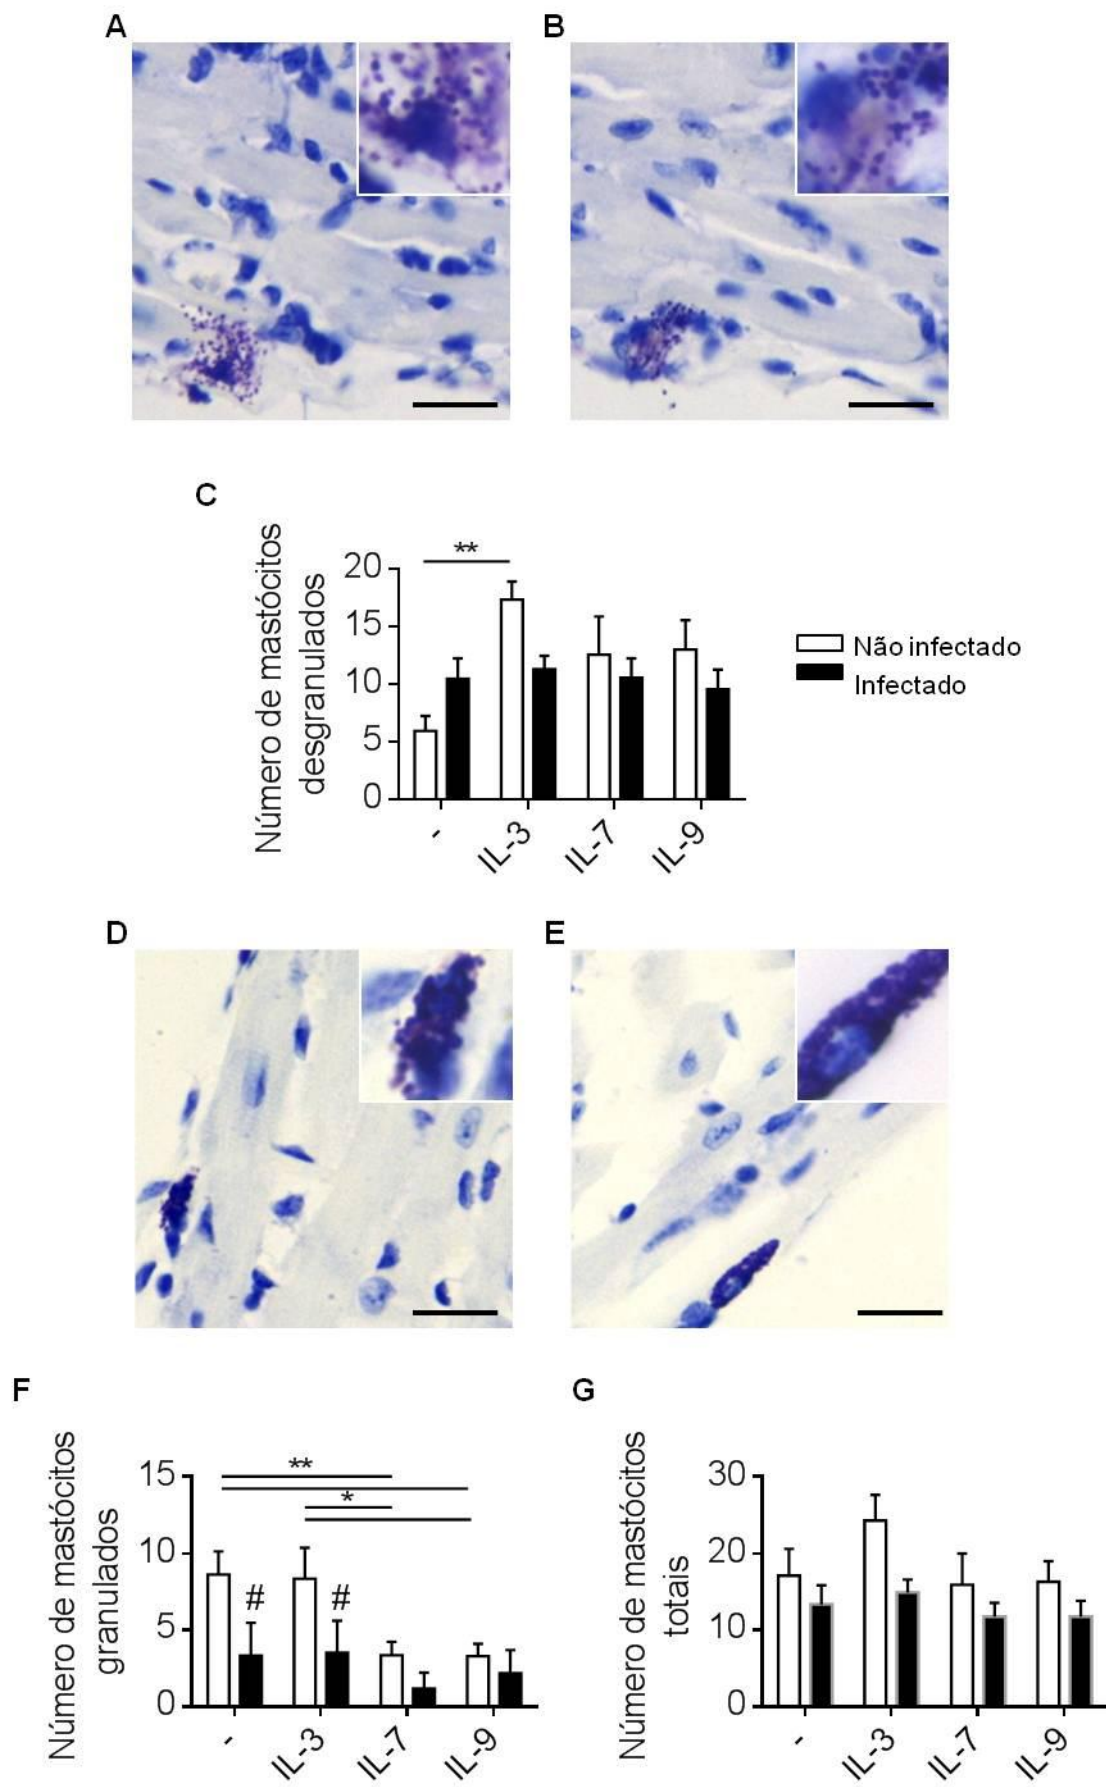 A
B
C
Número de mastócitos
desgranulados
**
20
15
10
5
0
-
IL-3
IL-7
IL-9
Não infectado
Infectado
D
E
F
Número de mastócitos
granulados
15
10
5
0
**
*
#
#
-
IL-3
IL-7
IL-9
G
Número de mastócitos
totais
30
20
10
0
-
IL-3
IL-7
IL-9